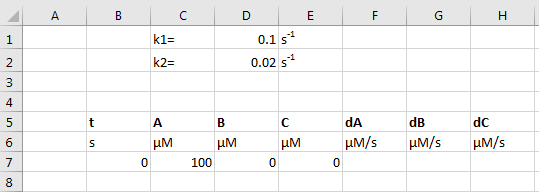 A B C D E F G H
1 k1= 0.1 s⁻¹
2 k2= 0.02 s⁻¹
3
4
5 t A B C dA dB dC
6 s µM µM µM µM/s µM/s µM/s
7 0 100 0 0
8